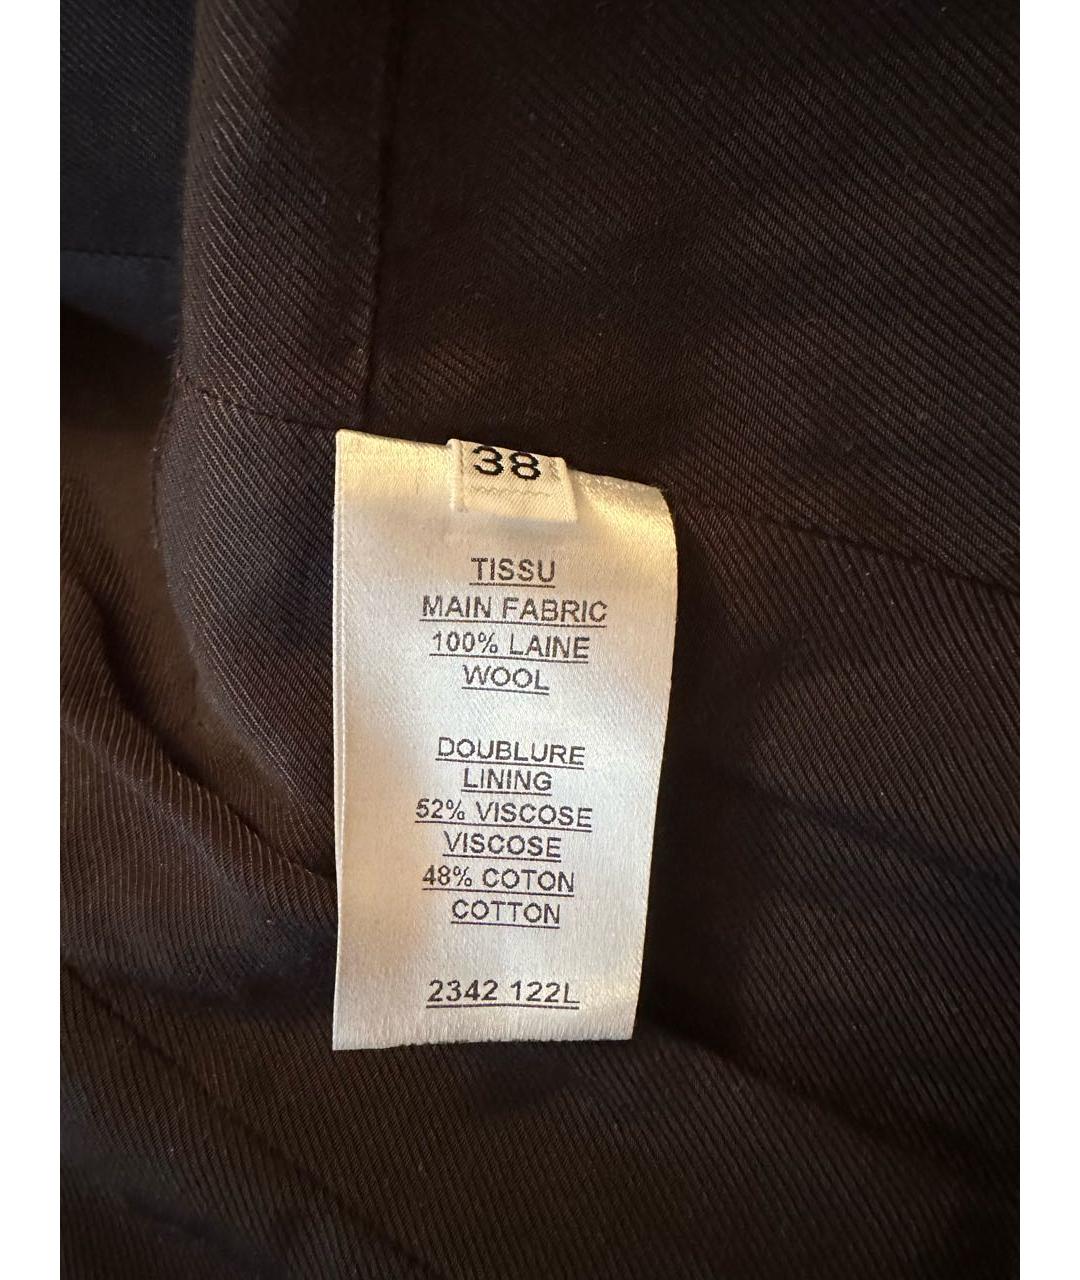 38
TISSU
MAIN FABRIC
100% LAINE
WOOL
DOUBLURE
LINING
52% VISCOSE
VISCOSE
48% COTON
COTTON
2342 122L